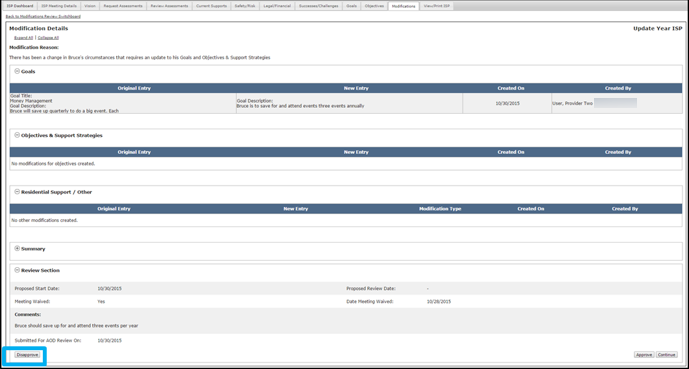 ISP Dashboard ISP Meeting Details Vision Request Assessments Review Assessments Current Supports Safety/Risk Legal/Financial Successes/Challenges Goals Objectives Modifications View/Print ISP
Back to Modifications Review Switchboard
Modification Details Update Year ISP
Expand All | Collapse All
Modification Reason:
There has been a change in Bruce's circumstances that requires an update to his Goals and Objectives & Support Strategies
Goals
Original Entry New Entry Created On Created By
Goal Title:
Money Management
Goal Description:
Bruce will save up quarterly to do a big event. Each
Goal Description:
Bruce is to save for and attend events three events annually
10/30/2015
User, Provider Two
Objectives & Support Strategies
Original Entry New Entry Created On Created By
No modifications for objectives created.
Residential Support / Other
Original Entry New Entry Modification Type Created On Created By
No other modifications created.
Summary
Review Section
Proposed Start Date: 10/30/2015 Proposed Review Date: -
Meeting Waived: Yes Date Meeting Waived: 10/28/2015
Comments:
Bruce should save up for and attend three events per year
Submitted For AOD Review On: 10/30/2015
Disapprove Approve Continue